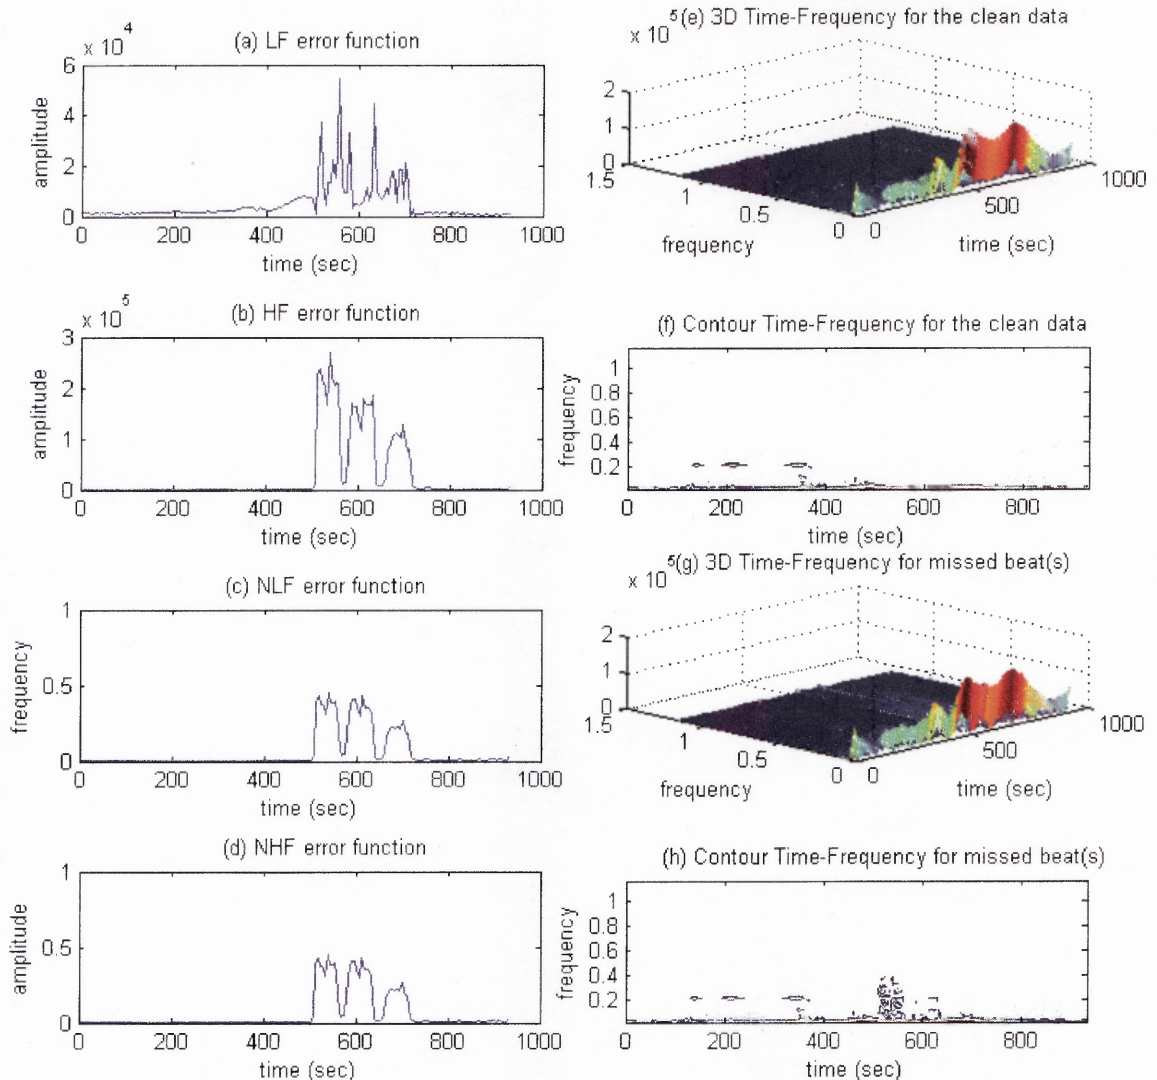 x 10^4
(a) LF error function
amplitude
6
4
2
0
0 200 400 600 800 1000
time (sec)
x 10^5
(b) HF error function
amplitude
3
2
1
0
0 200 400 600 800 1000
time (sec)
(c) NLF error function
frequency
1
0.5
0
0 200 400 600 800 1000
time (sec)
(d) NHF error function
amplitude
1
0.5
0
0 200 400 600 800 1000
time (sec)
x 10^5 (e) 3D Time-Frequency for the clean data
2
1
0
1.5
1
0.5
0
0
500
1000
frequency
time (sec)
(f) Contour Time-Frequency for the clean data
frequency
1
0.8
0.6
0.4
0.2
0 200 400 600 800
time (sec)
x 10^5 (g) 3D Time-Frequency for missed beat(s)
2
1
0
1.5
1
0.5
0
0
500
1000
frequency
time (sec)
(h) Contour Time-Frequency for missed beat(s)
frequency
1
0.8
0.6
0.4
0.2
0 200 400 600 800
time (sec)